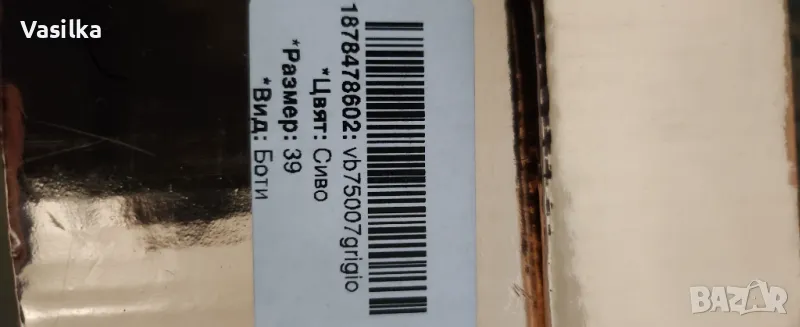 Vasilka
1878478602: vb75007grigio
*Цвят: Сиво
*Размер: 39
*Вид: Боти
BAZAR